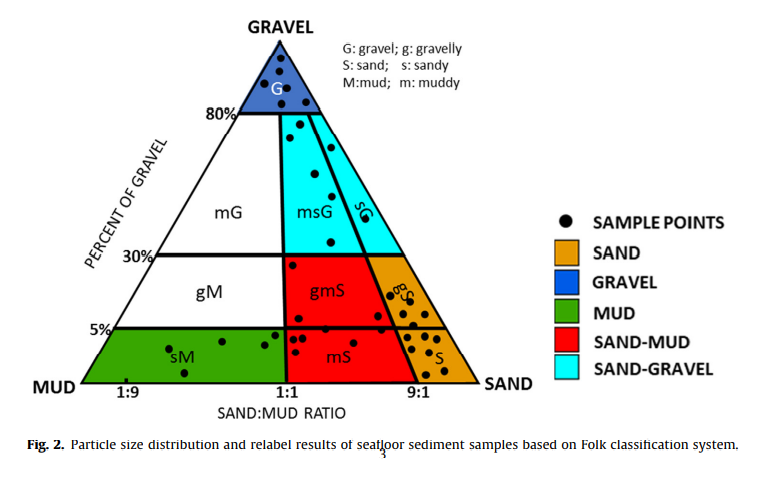 GRAVEL
G: gravel; g: gravelly
S: sand; s: sandy
M:mud; m: muddy
G
80%
PERCENT OF GRAVEL
mG
msG
sG
SAMPLE POINTS
30%
SAND
gM
gmS
gS
GRAVEL
MUD
5%
SAND-MUD
sM
mS
S
SAND-GRAVEL
MUD
SAND
1:9
1:1
9:1
SAND:MUD RATIO
Fig. 2. Particle size distribution and relabel results of seafloor sediment samples based on Folk classification system.
3